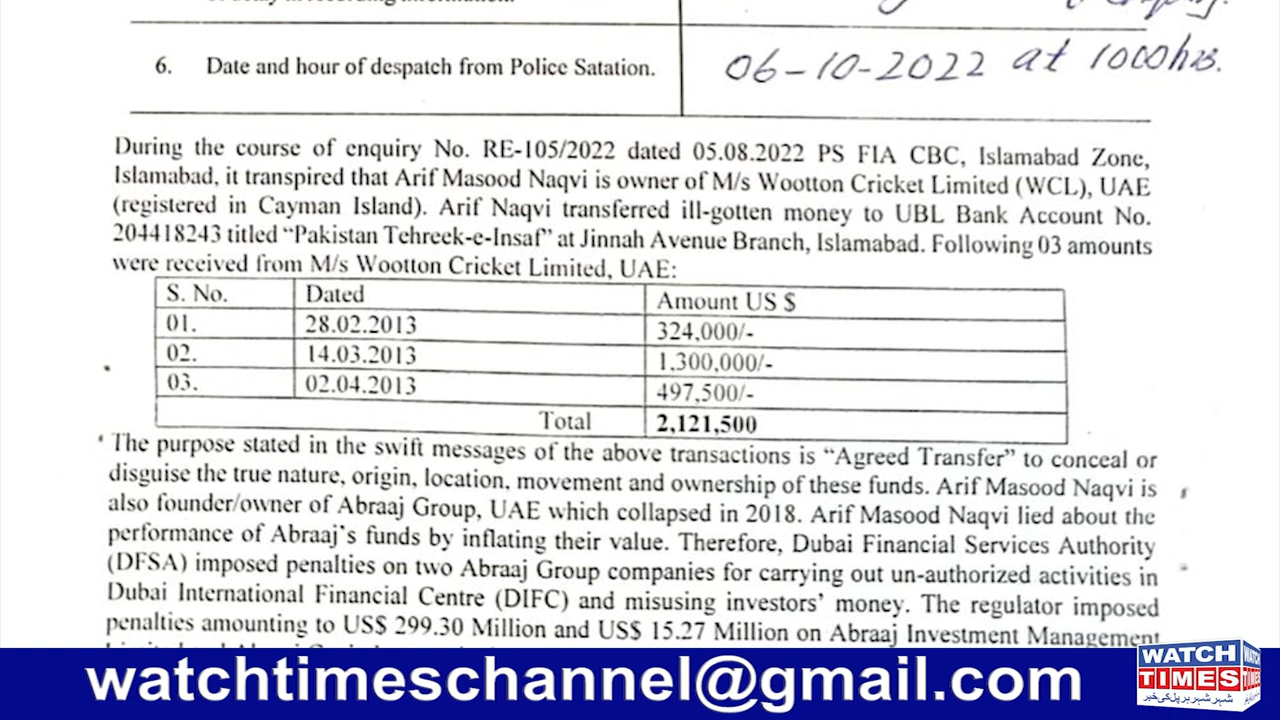 6. Date and hour of despatch from Police Satation. 06-10-2022 at 1000hrs.
During the course of enquiry No. RE-105/2022 dated 05.08.2022 PS FIA CBC, Islamabad Zone,
Islamabad, it transpired that Arif Masood Naqvi is owner of M/s Wootton Cricket Limited (WCL), UAE
(registered in Cayman Island). Arif Naqvi transferred ill-gotten money to UBL Bank Account No.
204418243 titled “Pakistan Tehreek-e-Insaf” at Jinnah Avenue Branch, Islamabad. Following 03 amounts
were received from M/s Wootton Cricket Limited, UAE:
S. No. Dated Amount US $
01. 28.02.2013 324,000/-
02. 14.03.2013 1,300,000/-
03. 02.04.2013 497,500/-
Total 2,121,500
The purpose stated in the swift messages of the above transactions is “Agreed Transfer” to conceal or
disguise the true nature, origin, location, movement and ownership of these funds. Arif Masood Naqvi is
also founder/owner of Abraaj Group, UAE which collapsed in 2018. Arif Masood Naqvi lied about the
performance of Abraaj’s funds by inflating their value. Therefore, Dubai Financial Services Authority
(DFSA) imposed penalties on two Abraaj Group companies for carrying out un-authorized activities in
Dubai International Financial Centre (DIFC) and misusing investors’ money. The regulator imposed
penalties amounting to US$ 299.30 Million and US$ 15.27 Million on Abraaj Investment Management
watchtimeschannel@gmail.com
WATCH
TIMES
شہر شہر ہر پل کی خبر